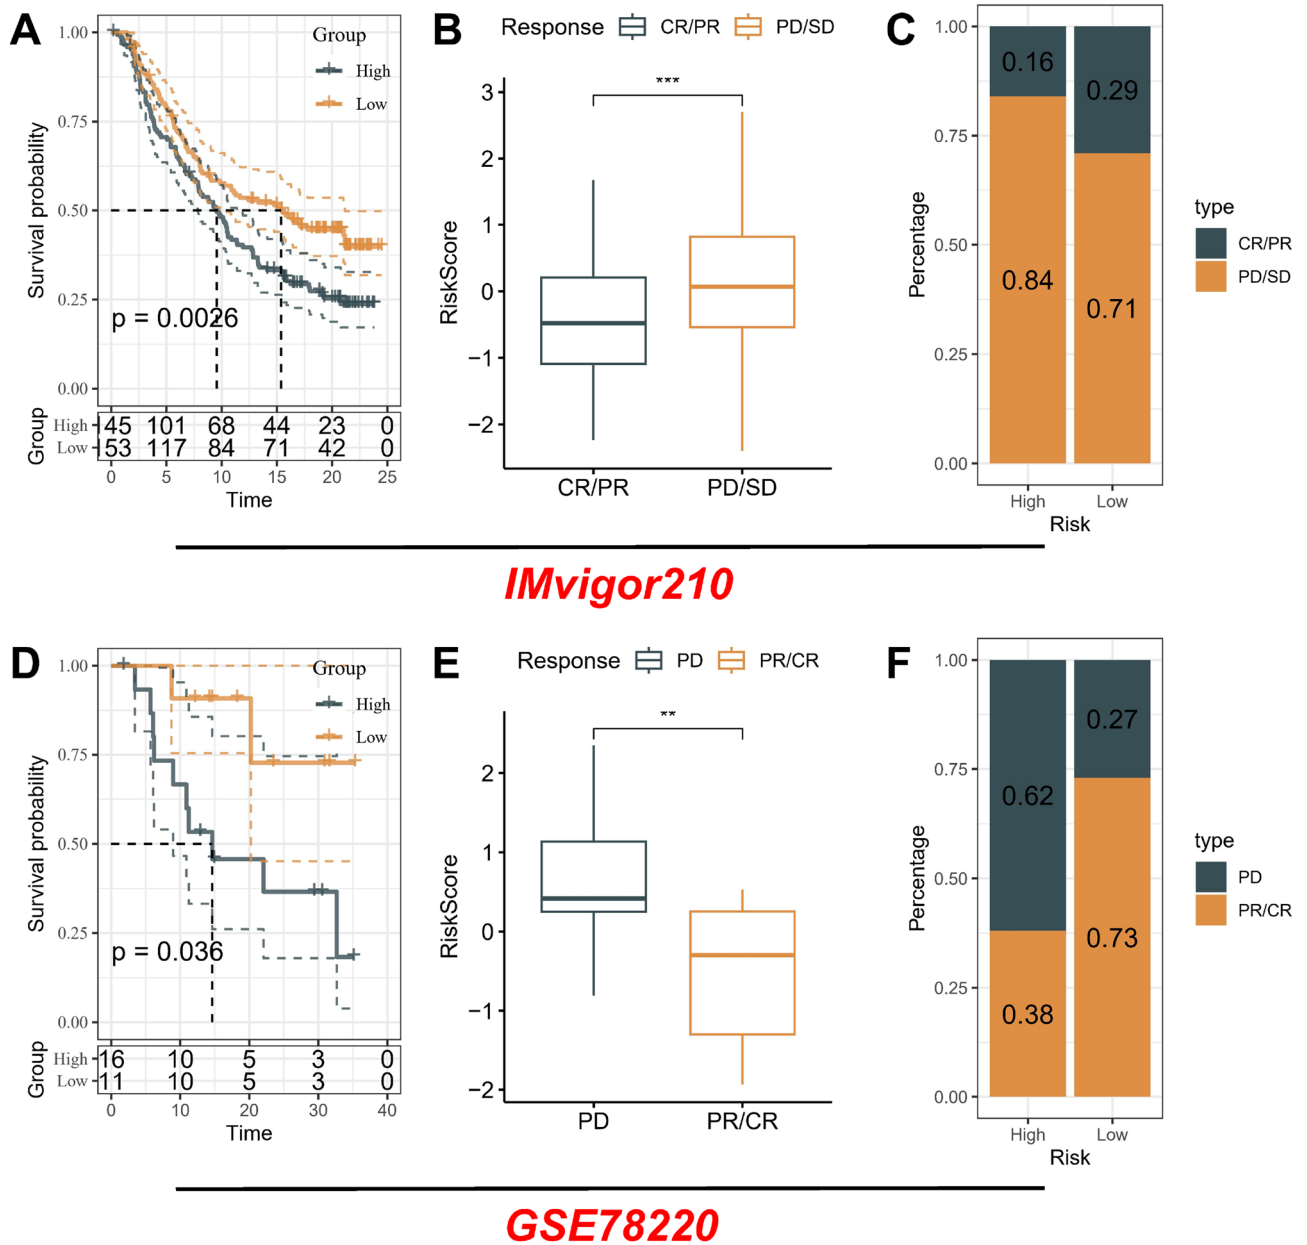 A
Group
High
Low
Survival probability
1.00
0.75
0.50
0.25
0.00
p = 0.0026
Group
High 145 101 68 44 23 0
Low 153 117 84 71 42 0
0 5 10 15 20 25
Time
B
Response CR/PR PD/SD
***
RiskScore
3
2
1
0
−1
−2
CR/PR PD/SD
C
Percentage
1.00
0.75
0.50
0.25
0.00
0.16
0.29
0.84
0.71
High Low
Risk
type
CR/PR
PD/SD
IMvigor210
D
Group
High
Low
Survival probability
1.00
0.75
0.50
0.25
0.00
p = 0.036
Group
High 16 10 5 3 0
Low 11 10 5 3 0
0 10 20 30 40
Time
E
Response PD PR/CR
**
RiskScore
2
1
0
−1
−2
PD PR/CR
F
Percentage
1.00
0.75
0.50
0.25
0.00
0.27
0.62
0.73
0.38
High Low
Risk
type
PD
PR/CR
GSE78220